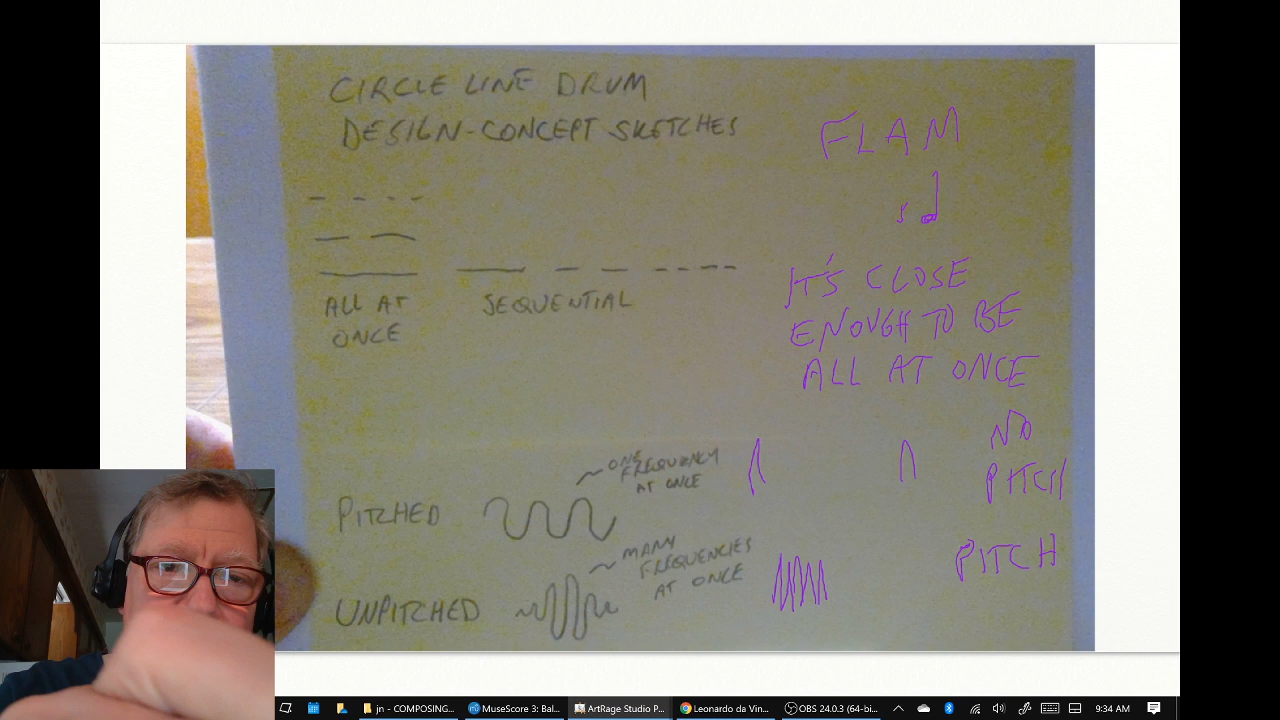 CIRCLE LINE DRUM
DESIGN-CONCEPT SKETCHES
ALL AT
ONCE
SEQUENTIAL
FLAM
IT'S CLOSE
ENOUGH TO BE
ALL AT ONCE
NO
PITCH
PITCH
PITCHED
ONE
FREQUENCY
AT ONCE
UNPITCHED
MANY
FREQUENCIES
AT ONCE
jn - COMPOSING...
MuseScore 3: Bal...
ArtRage Studio P...
Leonardo da Vin...
OBS 24.0.3 (64-bi...
9:34 AM